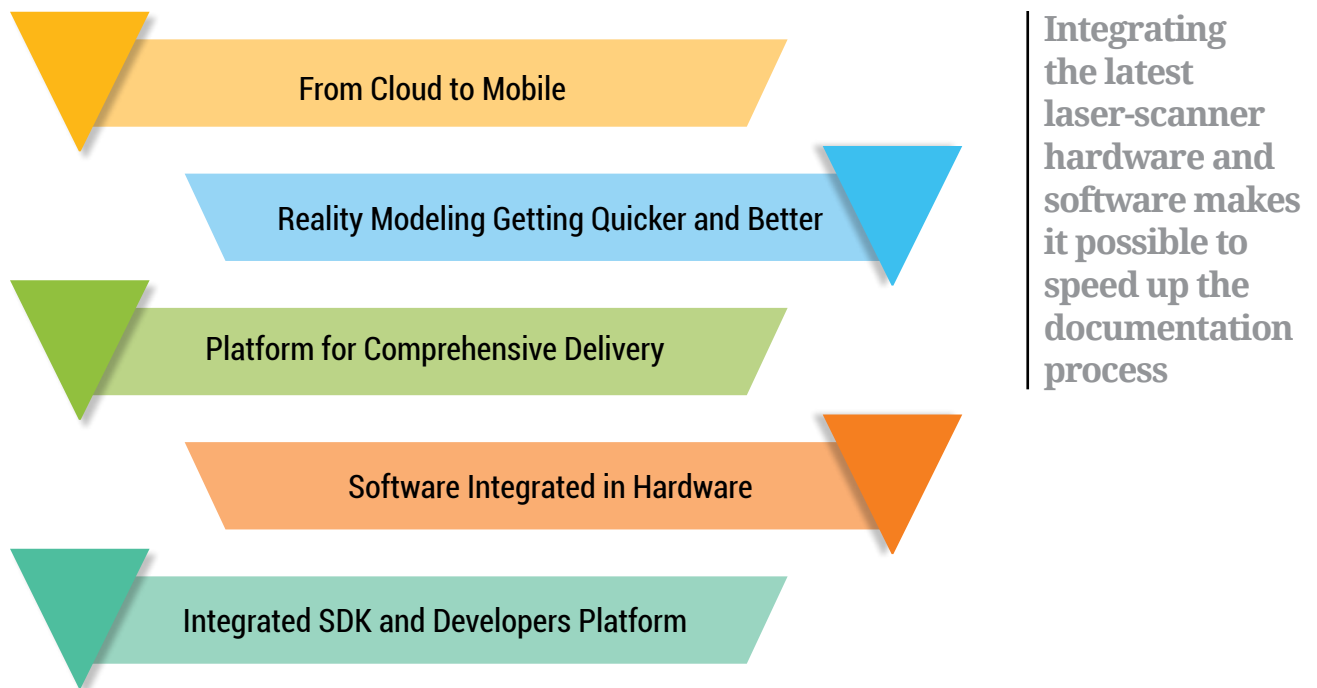 From Cloud to Mobile
Reality Modeling Getting Quicker and Better
Platform for Comprehensive Delivery
Software Integrated in Hardware
Integrated SDK and Developers Platform
Integrating
the latest
laser-scanner
hardware and
software makes
it possible to
speed up the
documentation
process